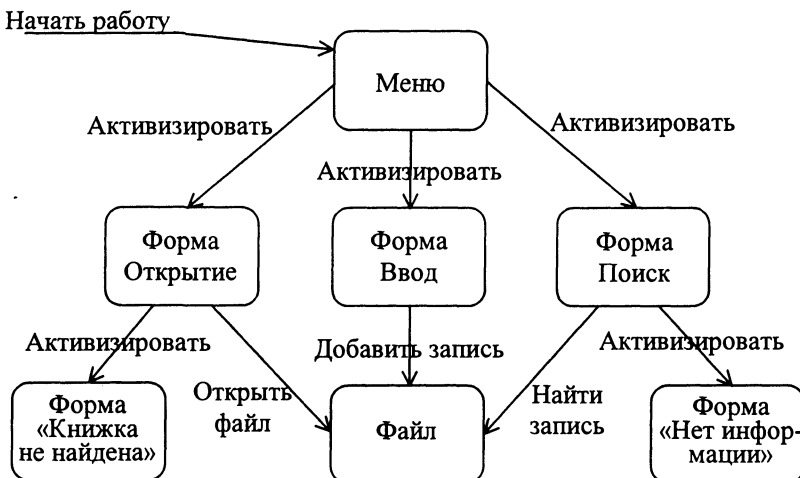 Начать работу
Меню
Активизировать
Активизировать
Активизировать
Форма
Открытие
Форма
Ввод
Форма
Поиск
Активизировать
Открыть
файл
Добавить запись
Найти
запись
Активизировать
Форма
«Книжка
не найдена»
Файл
Форма
«Нет инфор-
мации»